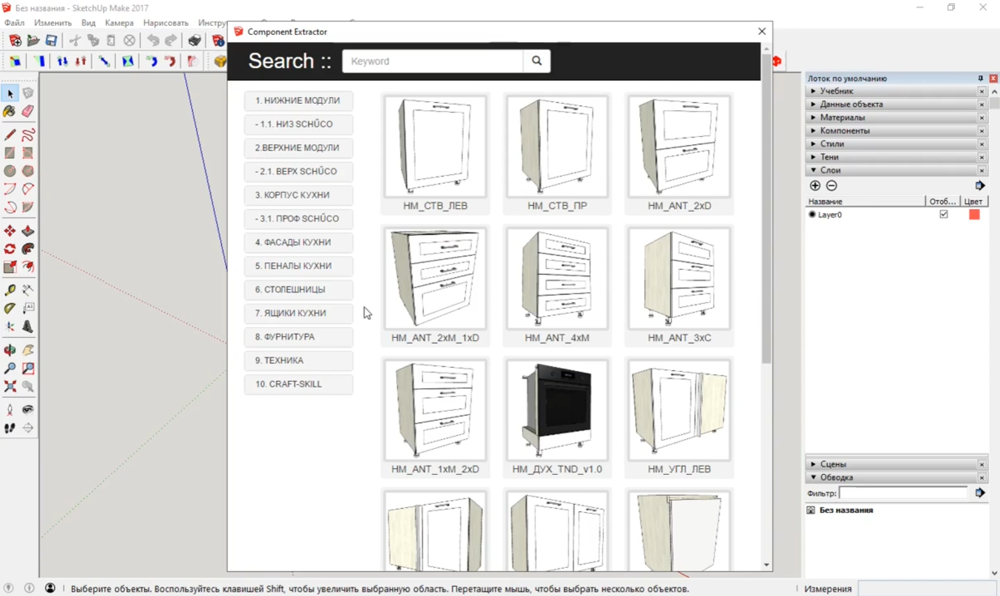 Без названия - SketchUp Make 2017
Файл Изменить Вид Камера Нарисовать
Component Extractor
Search ::
Keyword
1. НИЖНИЕ МОДУЛИ
- 1.1. НИЗ SCHŰCO
2.ВЕРХНИЕ МОДУЛИ
- 2.1. ВЕРХ SCHŰCO
3. КОРПУС КУХНИ
- 3.1. ПРОФ SCHŰCO
4. ФАСАДЫ КУХНИ
5. ПЕНАЛЫ КУХНИ
6. СТОЛЕШНИЦЫ
7. ЯЩИКИ КУХНИ
8. ФУРНИТУРА
9. ТЕХНИКА
10. CRAFT-SKILL
НМ_СТВ_ЛЕВ
НМ_СТВ_ПР
НМ_ANT_2xD
НМ_ANT_2xM_1xD
НМ_ANT_4xM
НМ_ANT_3xC
НМ_ANT_1xM_2xD
НМ_ДУХ_TND_v1.0
НМ_УГЛ_ЛЕВ
Лоток по умолчанию
Учебник
Данные объекта
Материалы
Компоненты
Стили
Тени
Слои
Название Отоб... Цвет
Layer0
Сцены
Обводка
Фильтр:
Без названия
Выберите объекты. Воспользуйтесь клавишей Shift, чтобы увеличить выбранную область. Перетащите мышь, чтобы выбрать несколько объектов.
Измерения